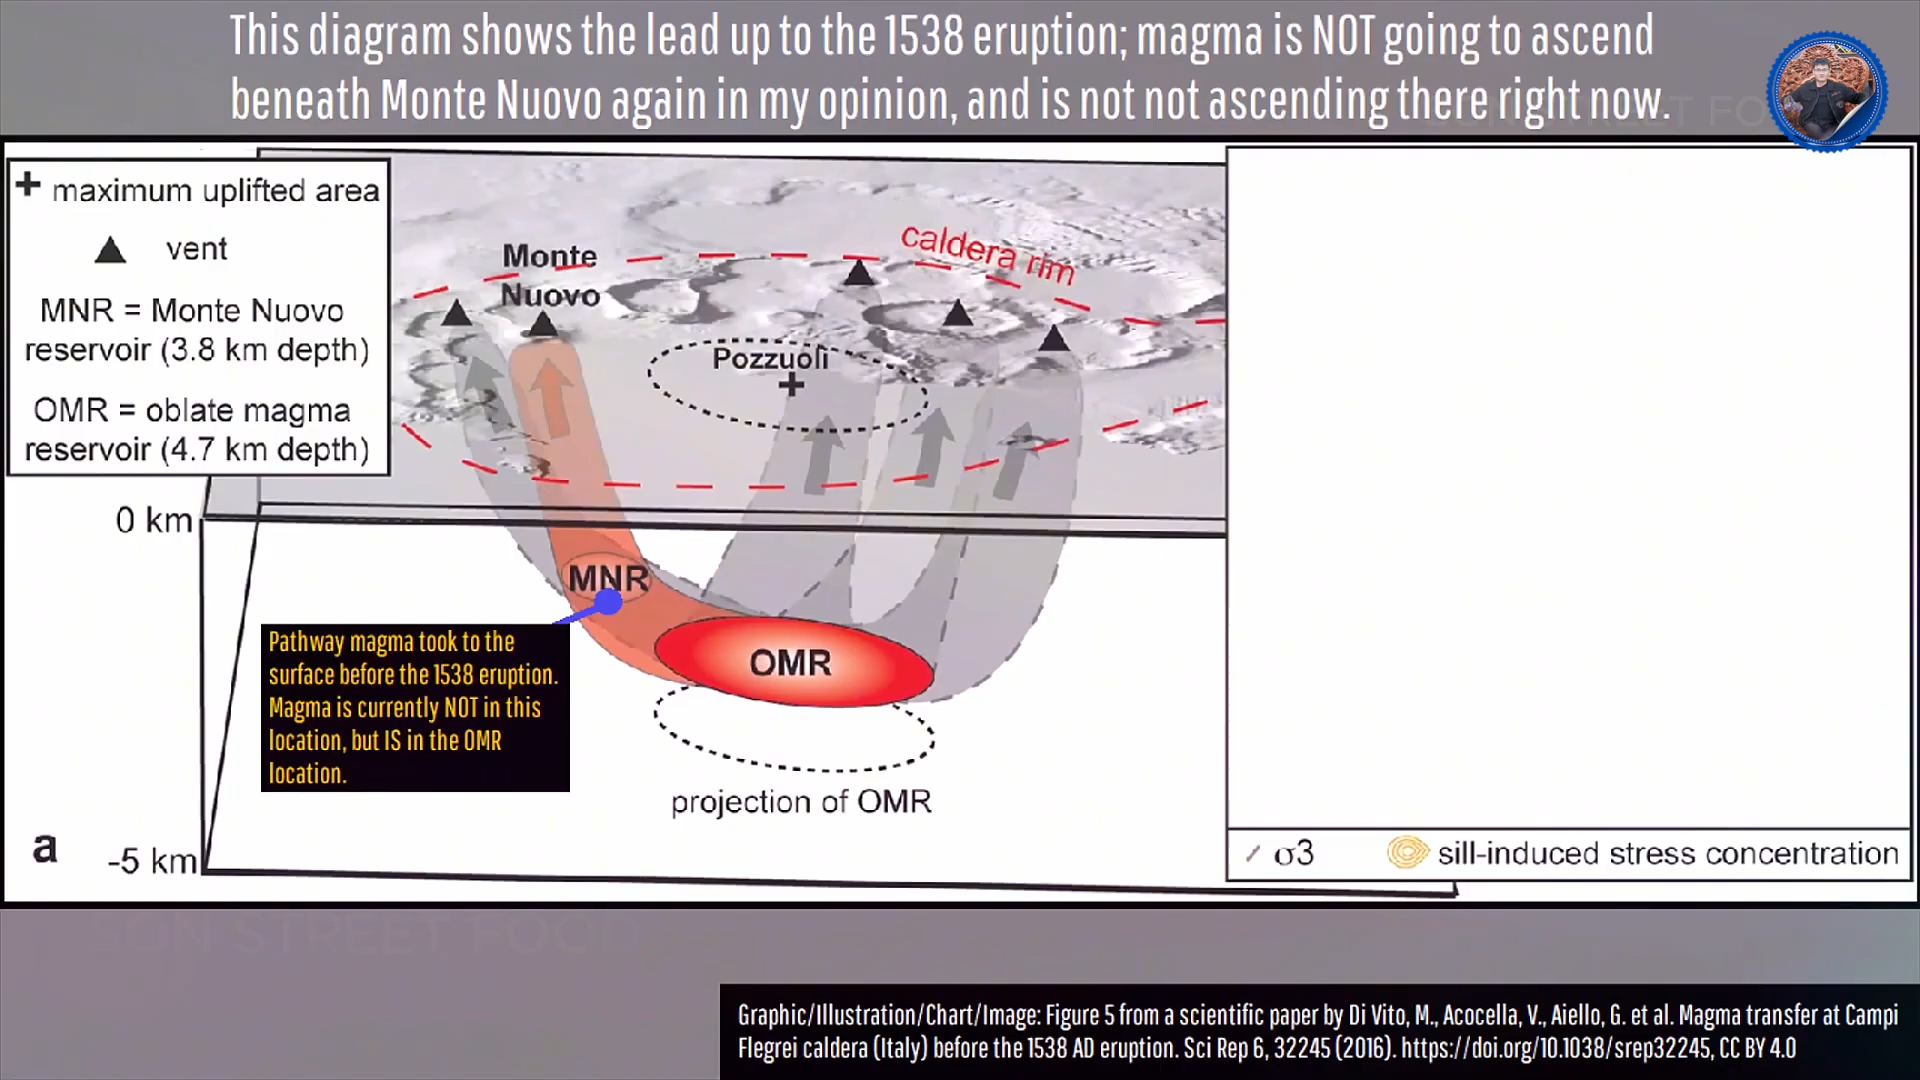 This diagram shows the lead up to the 1538 eruption; magma is NOT going to ascend
beneath Monte Nuovo again in my opinion, and is not not ascending there right now.
+ maximum uplifted area
▲ vent
MNR = Monte Nuovo
reservoir (3.8 km depth)
OMR = oblate magma
reservoir (4.7 km depth)
Monte
Nuovo
caldera rim
Pozzuoli
0 km
MNR
OMR
Pathway magma took to the
surface before the 1538 eruption.
Magma is currently NOT in this
location, but IS in the OMR
location.
projection of OMR
a
-5 km
σ3
sill-induced stress concentration
SUN STREET FOOD
Graphic/Illustration/Chart/Image: Figure 5 from a scientific paper by Di Vito, M., Acocella, V., Aiello, G. et al. Magma transfer at Campi
Flegrei caldera (Italy) before the 1538 AD eruption. Sci Rep 6, 32245 (2016). https://doi.org/10.1038/srep32245, CC BY 4.0